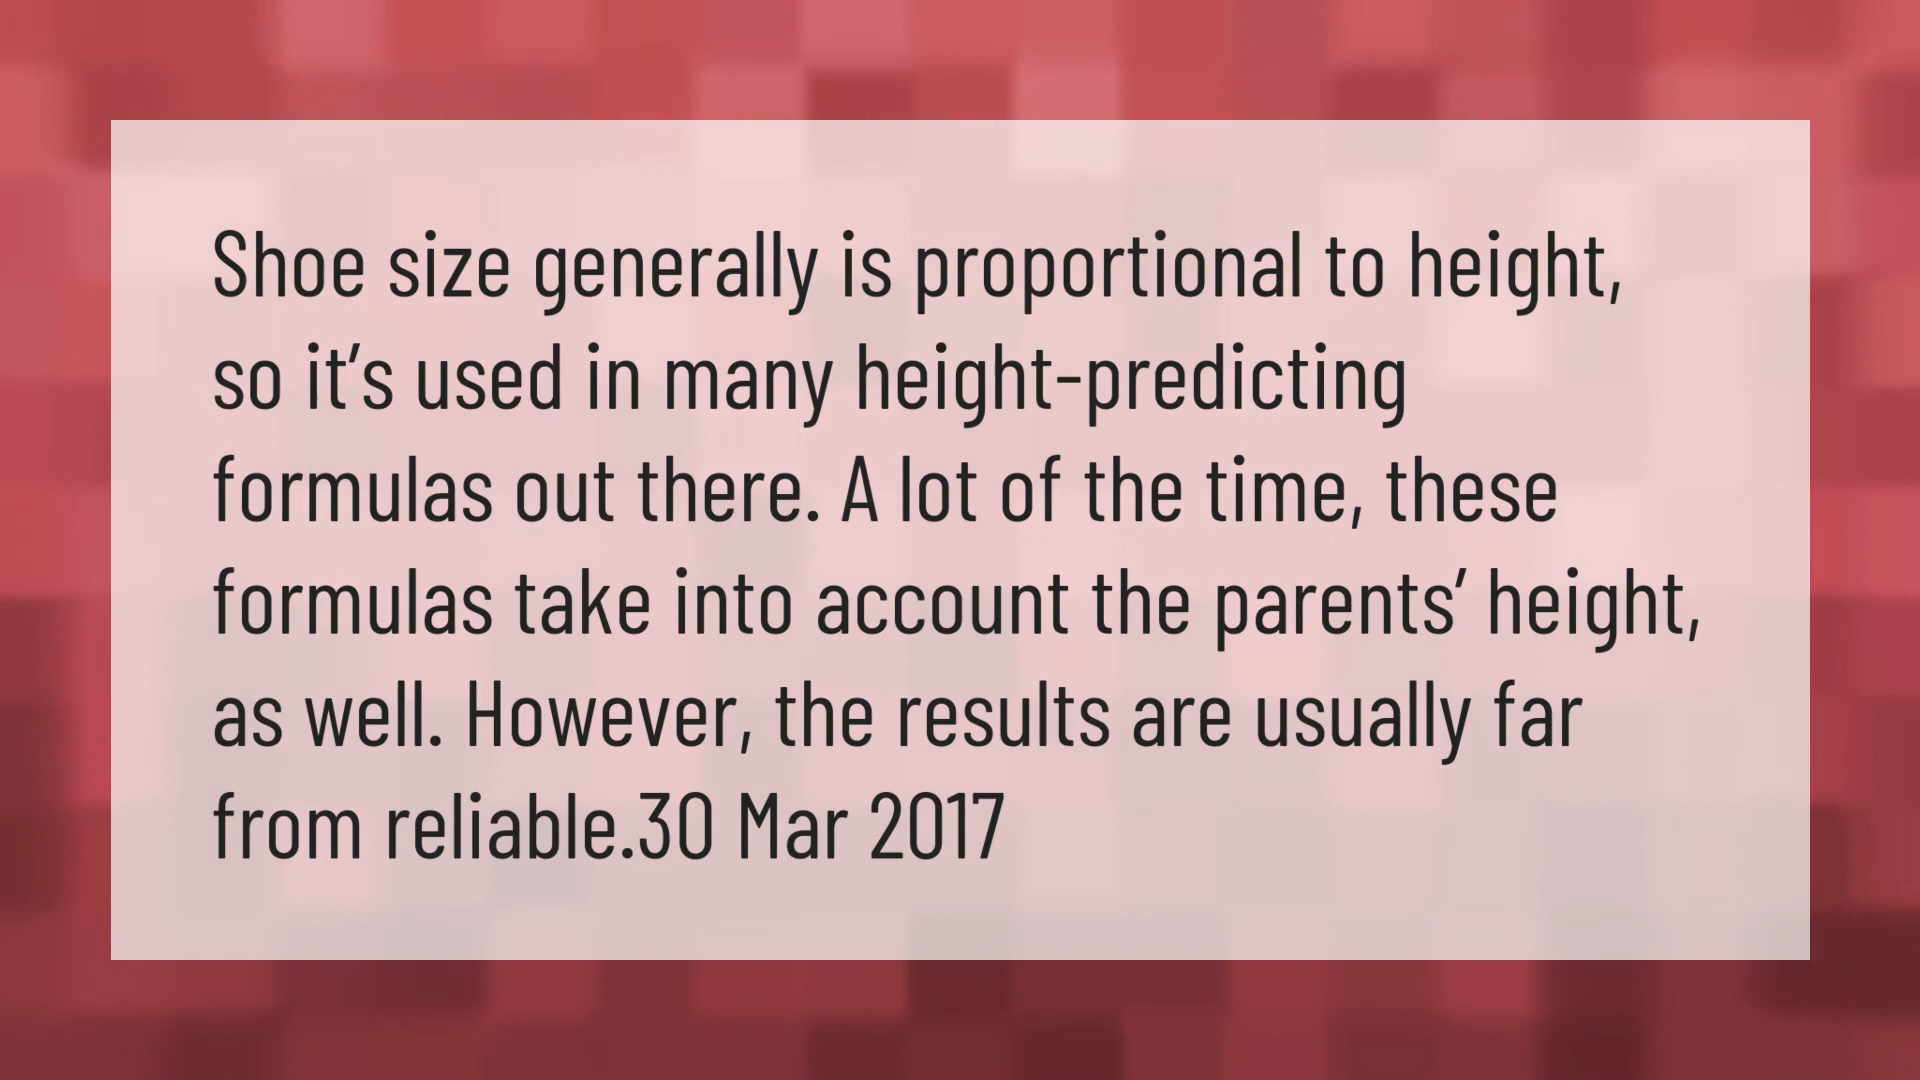 Shoe size generally is proportional to height,
so it’s used in many height-predicting
formulas out there. A lot of the time, these
formulas take into account the parents’ height,
as well. However, the results are usually far
from reliable.30 Mar 2017